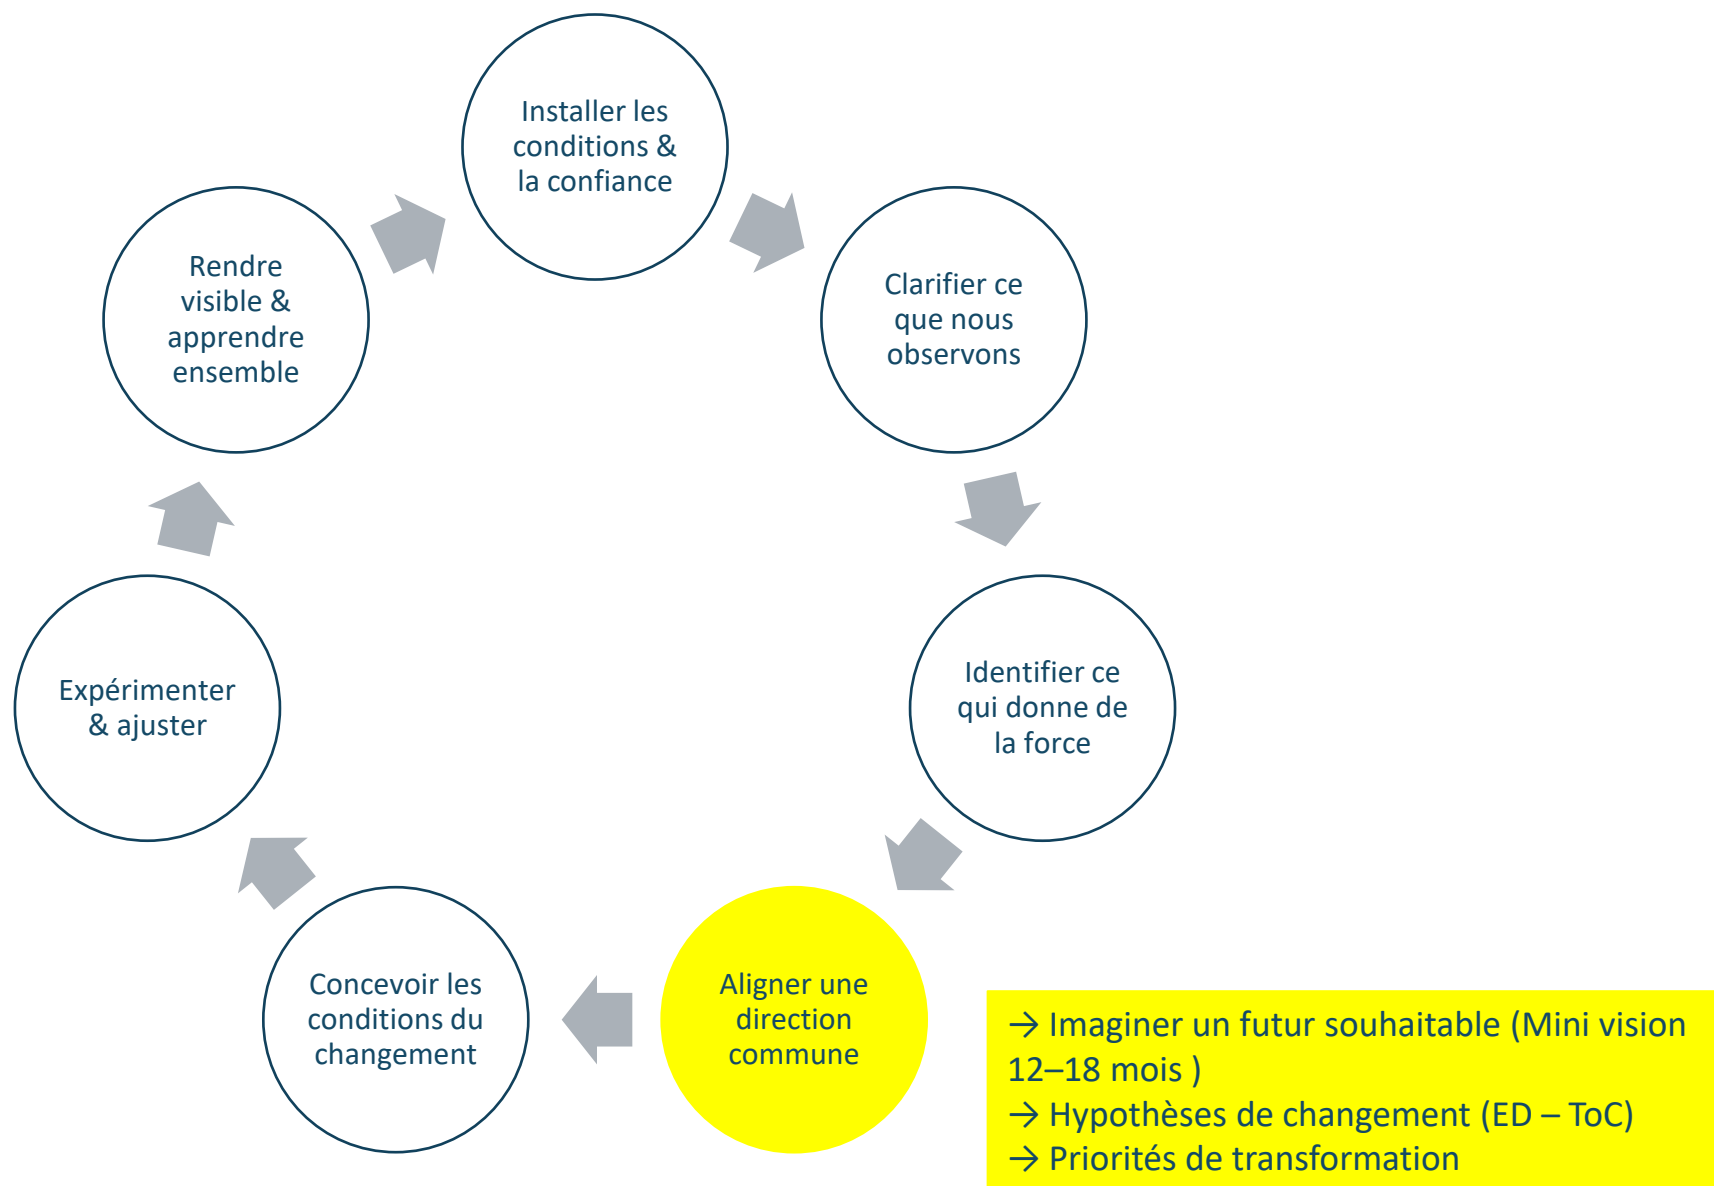 Installer les
conditions &
la confiance
Clarifier ce
que nous
observons
Identifier ce
qui donne de
la force
Aligner une
direction
commune
→ Imaginer un futur souhaitable (Mini vision
12–18 mois )
→ Hypothèses de changement (ED – ToC)
→ Priorités de transformation
Concevoir les
conditions du
changement
Expérimenter
& ajuster
Rendre
visible &
apprendre
ensemble